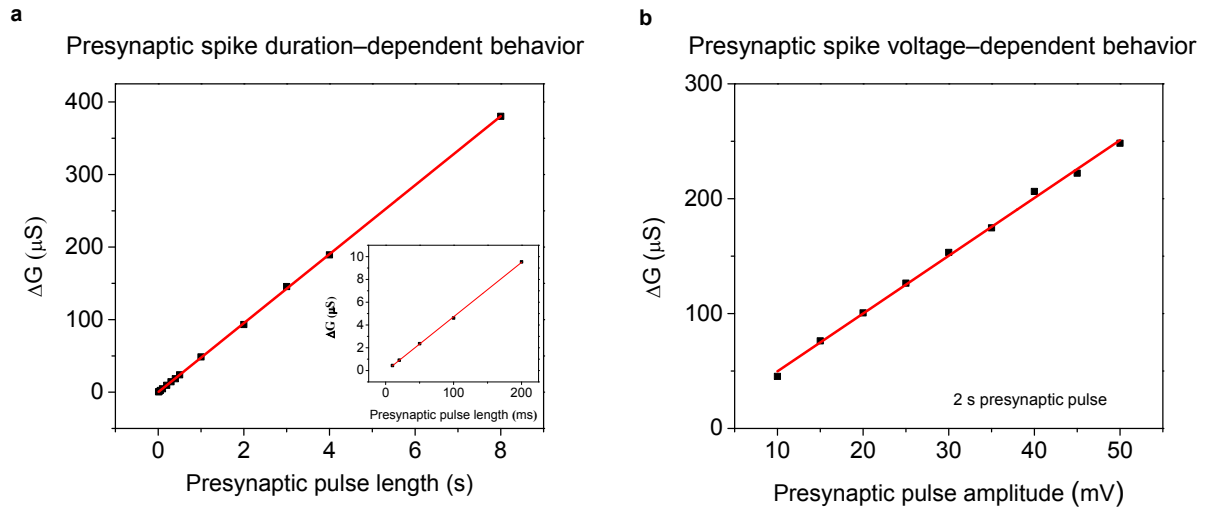 a
Presynaptic spike duration–dependent behavior
400
300
200
100
0
ΔG (μS)
0 2 4 6 8
Presynaptic pulse length (s)
10
8
6
4
2
0
ΔG (μS)
0 100 200
Presynaptic pulse length (ms)
b
Presynaptic spike voltage–dependent behavior
300
200
100
0
ΔG (μS)
2 s presynaptic pulse
10 20 30 40 50
Presynaptic pulse amplitude (mV)